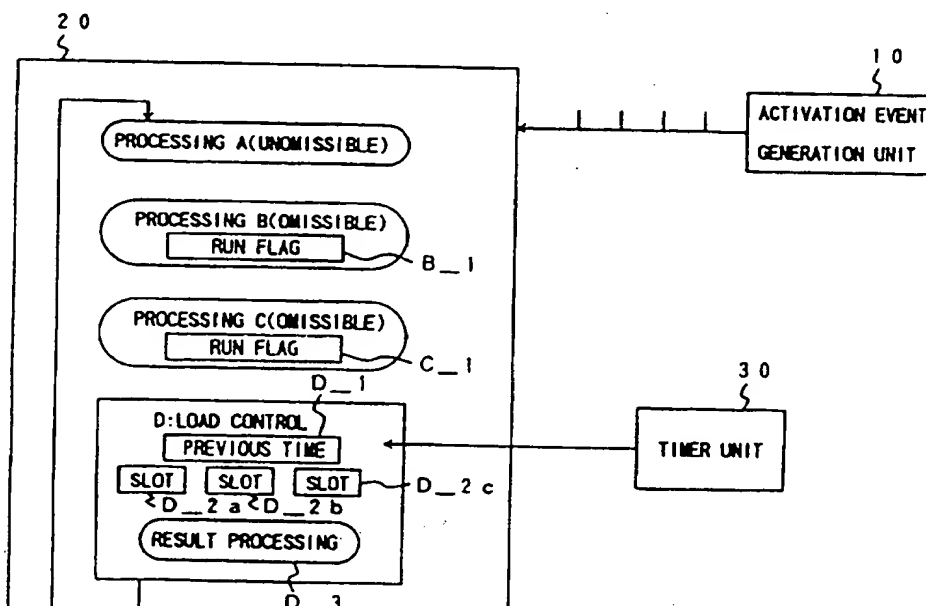 20
10
ACTIVATION EVENT
GENERATION UNIT
PROCESSING A(UNOMISSIBLE)
PROCESSING B(OMISSIBLE)
RUN FLAG
B_1
PROCESSING C(OMISSIBLE)
RUN FLAG
C_1
D_1
30
D:LOAD CONTROL
PREVIOUS TIME
TIMER UNIT
SLOT SLOT SLOT
D_2c
D_2a D_2b
RESULT PROCESSING
D_3